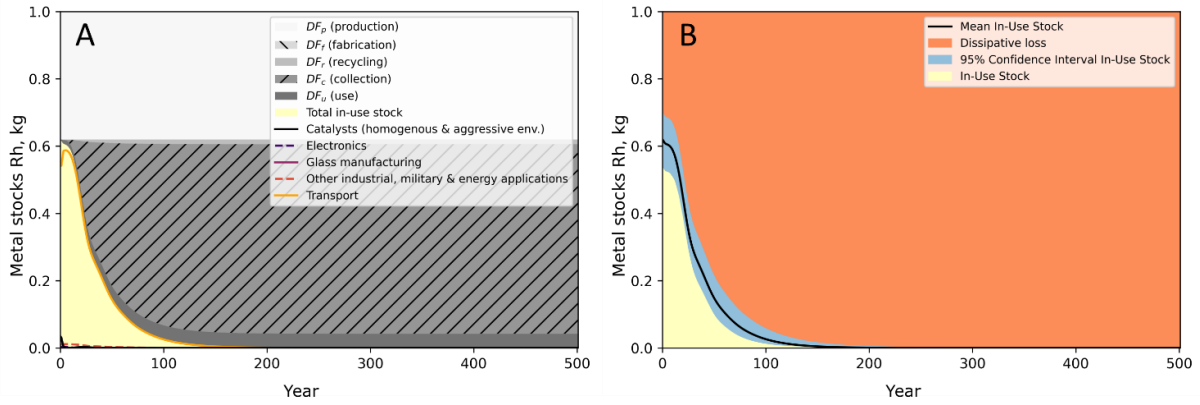 A
Metal stocks Rh, kg
1.0
0.8
0.6
0.4
0.2
0.0
DFp (production)
DFf (fabrication)
DFr (recycling)
DFc (collection)
DFu (use)
Total in-use stock
Catalysts (homogenous & aggressive env.)
Electronics
Glass manufacturing
Other industrial, military & energy applications
Transport
0 100 200 300 400 500
Year
B
Metal stocks Rh, kg
1.0
0.8
0.6
0.4
0.2
0.0
Mean In-Use Stock
Dissipative loss
95% Confidence Interval In-Use Stock
In-Use Stock
0 100 200 300 400 500
Year